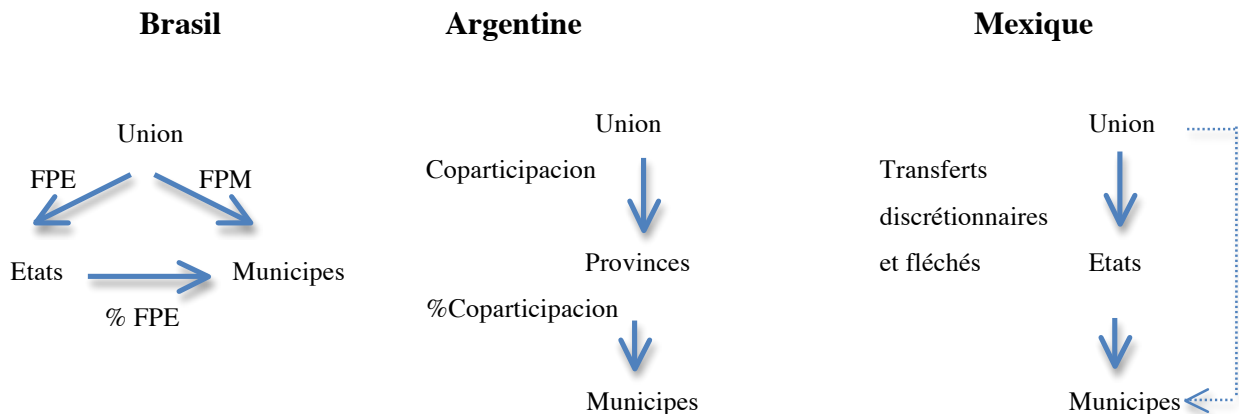 Brasil
Argentine
Mexique
Union
FPE
FPM
Etats
Municipes
% FPE
Union
Coparticipacion
Provinces
%Coparticipacion
Municipes
Union
Transferts
discrétionnaires
et fléchés
Etats
Municipes